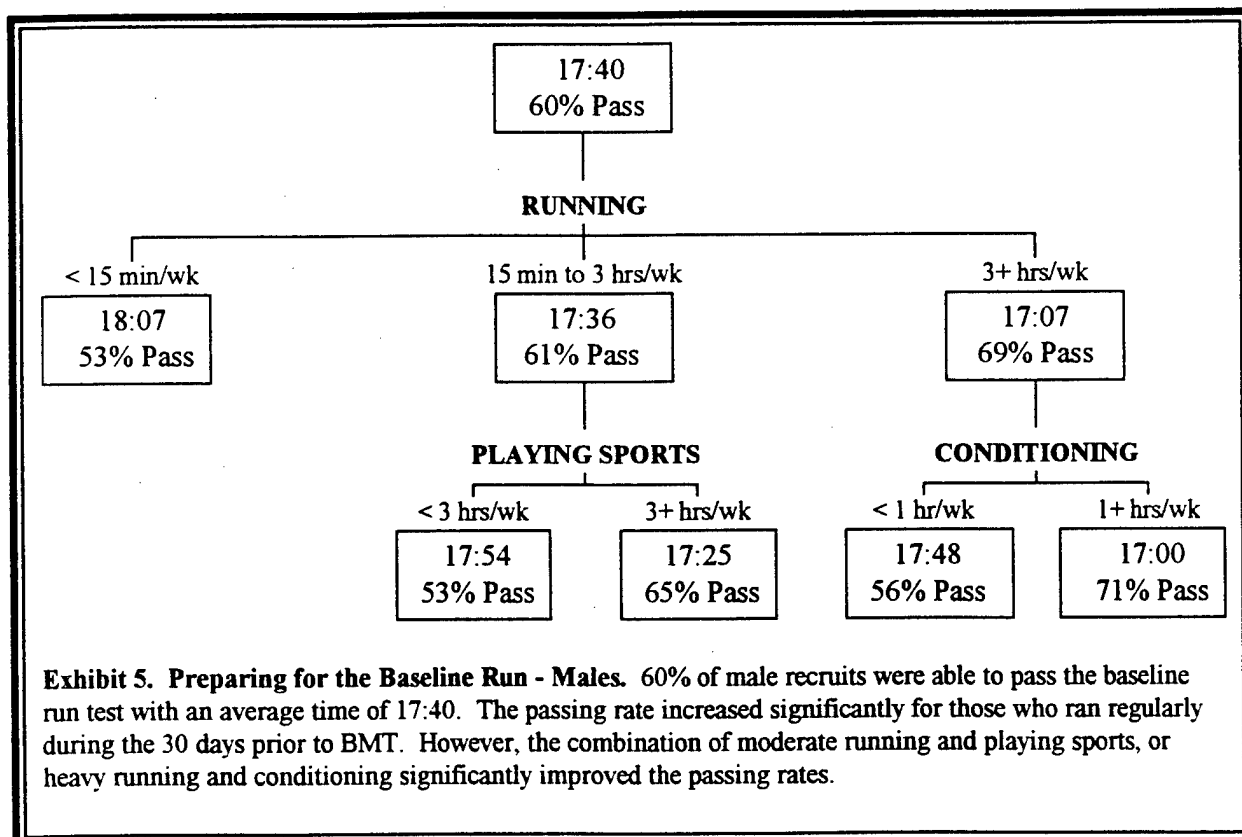 17:40
60% Pass
RUNNING
< 15 min/wk
15 min to 3 hrs/wk
3+ hrs/wk
18:07
53% Pass
17:36
61% Pass
17:07
69% Pass
PLAYING SPORTS
CONDITIONING
< 3 hrs/wk
3+ hrs/wk
< 1 hr/wk
1+ hrs/wk
17:54
53% Pass
17:25
65% Pass
17:48
56% Pass
17:00
71% Pass
Exhibit 5. Preparing for the Baseline Run - Males. 60% of male recruits were able to pass the baseline
run test with an average time of 17:40. The passing rate increased significantly for those who ran regularly
during the 30 days prior to BMT. However, the combination of moderate running and playing sports, or
heavy running and conditioning significantly improved the passing rates.